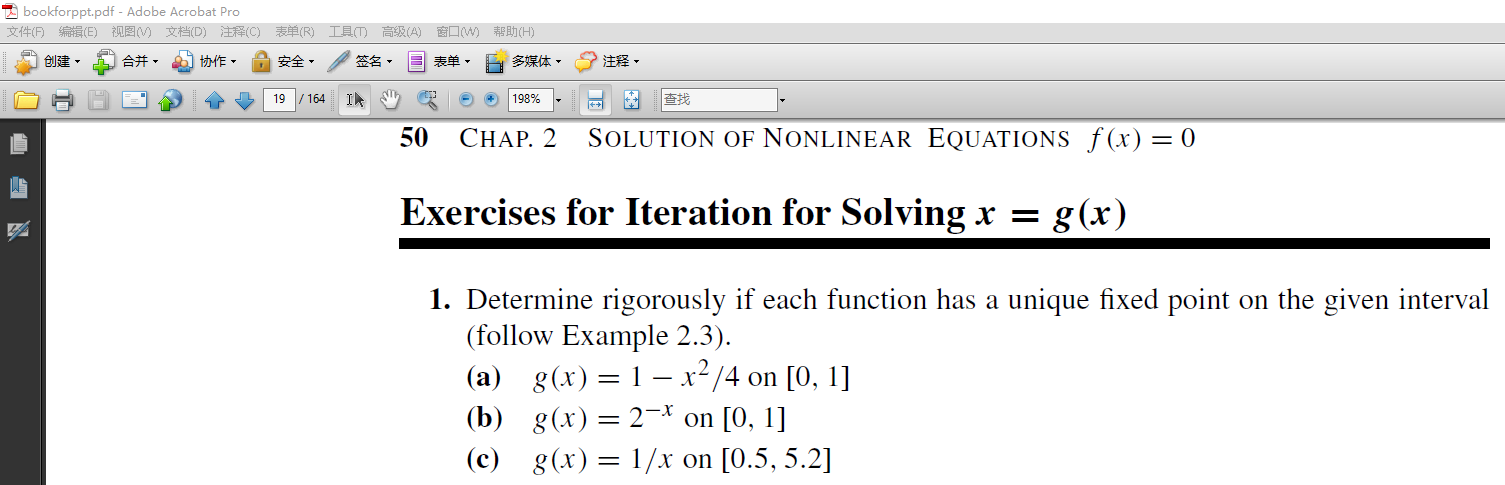 bookforppt.pdf - Adobe Acrobat Pro
文件(F) 编辑(E) 视图(V) 文档(D) 注释(C) 表单(R) 工具(T) 高级(A) 窗口(W) 帮助(H)
创建 合并 协作 安全 签名 表单 多媒体 注释
19 / 164 198% 查找
50 CHAP. 2 SOLUTION OF NONLINEAR EQUATIONS f(x) = 0
Exercises for Iteration for Solving x = g(x)
1. Determine rigorously if each function has a unique fixed point on the given interval
(follow Example 2.3).
(a) g(x) = 1 − x²/4 on [0, 1]
(b) g(x) = 2⁻ˣ on [0, 1]
(c) g(x) = 1/x on [0.5, 5.2]